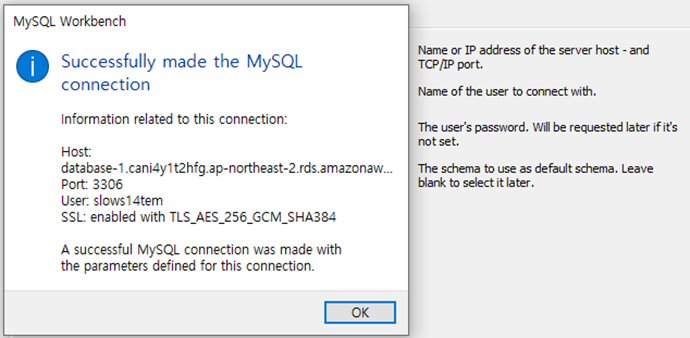 MySQL Workbench
Successfully made the MySQL
connection
Information related to this connection:
Host:
database-1.cani4y1t2hfg.ap-northeast-2.rds.amazonaw...
Port: 3306
User: slows14tem
SSL: enabled with TLS_AES_256_GCM_SHA384
A successful MySQL connection was made with
the parameters defined for this connection.
OK
Name or IP address of the server host - and
TCP/IP port.
Name of the user to connect with.
The user's password. Will be requested later if it's
not set.
The schema to use as default schema. Leave
blank to select it later.